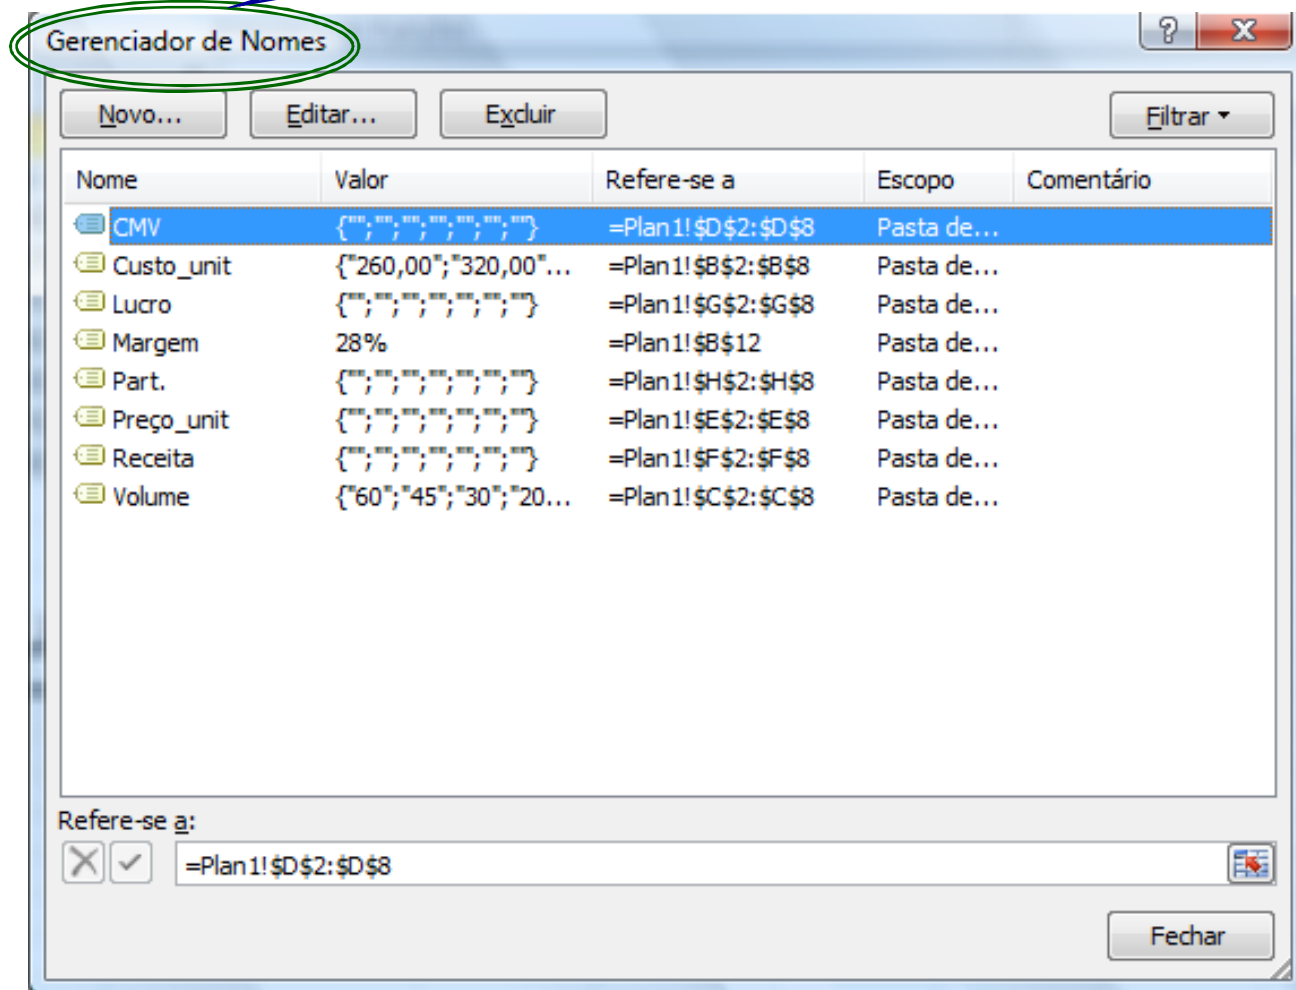 Gerenciador de Nomes
Novo... Editar... Excluir Filtrar
Nome Valor Refere-se a Escopo Comentário
CMV {"";"";"";"";"";"";""} =Plan1!$D$2:$D$8 Pasta de...
Custo_unit {"260,00";"320,00"... =Plan1!$B$2:$B$8 Pasta de...
Lucro {"";"";"";"";"";"";""} =Plan1!$G$2:$G$8 Pasta de...
Margem 28% =Plan1!$B$12 Pasta de...
Part. {"";"";"";"";"";"";""} =Plan1!$H$2:$H$8 Pasta de...
Preço_unit {"";"";"";"";"";"";""} =Plan1!$E$2:$E$8 Pasta de...
Receita {"";"";"";"";"";"";""} =Plan1!$F$2:$F$8 Pasta de...
Volume {"60";"45";"30";"20... =Plan1!$C$2:$C$8 Pasta de...
Refere-se a:
=Plan1!$D$2:$D$8
Fechar